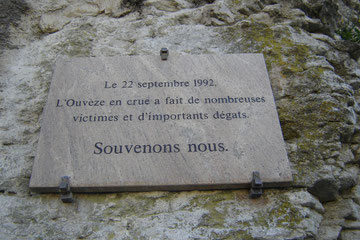 Le 22 septembre 1992.
L'Ouvèze en crue a fait de nombreuses
victimes et d'importants dégats.
Souvenons nous.